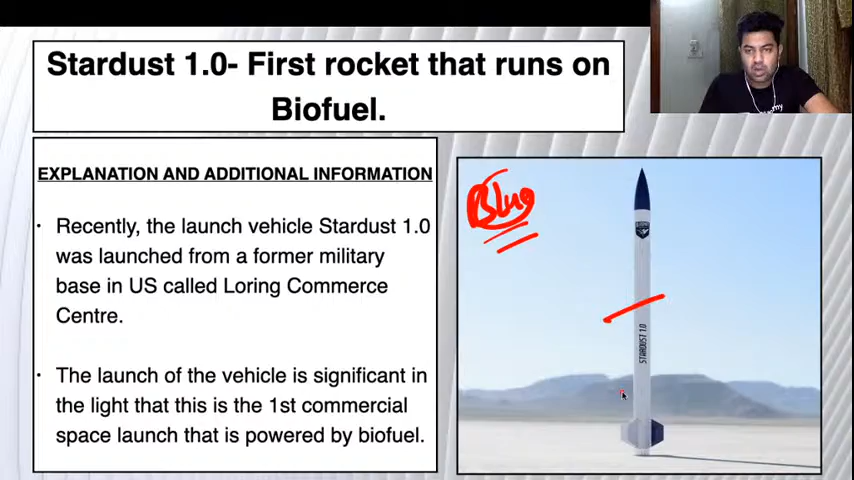 Stardust 1.0- First rocket that runs on
Biofuel.
EXPLANATION AND ADDITIONAL INFORMATION
· Recently, the launch vehicle Stardust 1.0
was launched from a former military
base in US called Loring Commerce
Centre.
· The launch of the vehicle is significant in
the light that this is the 1st commercial
space launch that is powered by biofuel.
STARDUST 1.0